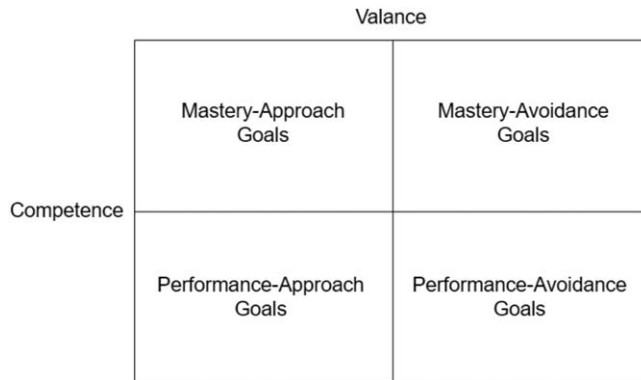 Valance
Mastery-Approach
Goals
Mastery-Avoidance
Goals
Competence
Performance-Approach
Goals
Performance-Avoidance
Goals